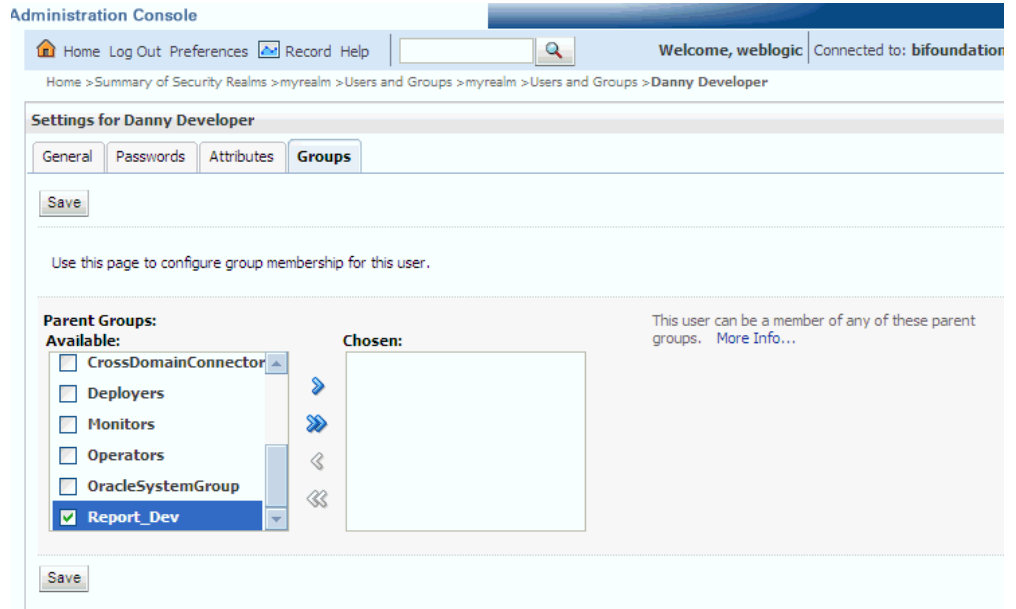 Administration Console
Home Log Out Preferences Record Help
Welcome, weblogic Connected to: bifoundation
Home >Summary of Security Realms >myrealm >Users and Groups >myrealm >Users and Groups >Danny Developer
Settings for Danny Developer
General Passwords Attributes Groups
Save
Use this page to configure group membership for this user.
Parent Groups:
Available:
Chosen:
CrossDomainConnector
Deployers
Monitors
Operators
OracleSystemGroup
Report_Dev
This user can be a member of any of these parent
groups. More Info...
Save